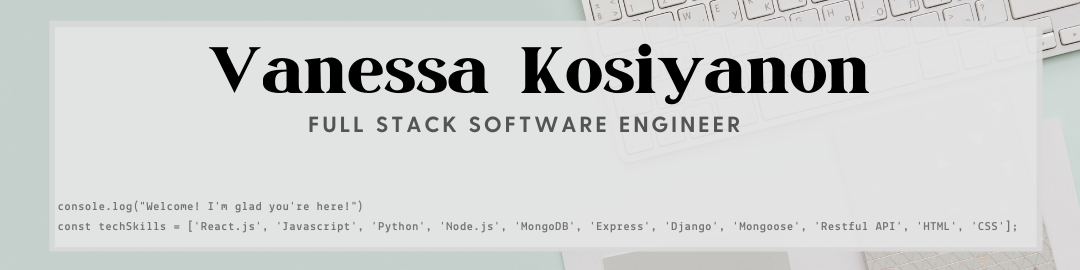 Vanessa Kosiyanon
FULL STACK SOFTWARE ENGINEER
console.log("Welcome! I'm glad you're here!")
const techSkills = ['React.js', 'Javascript', 'Python', 'Node.js', 'MongoDB', 'Express', 'Django', 'Mongoose', 'Restful API', 'HTML', 'CSS'];